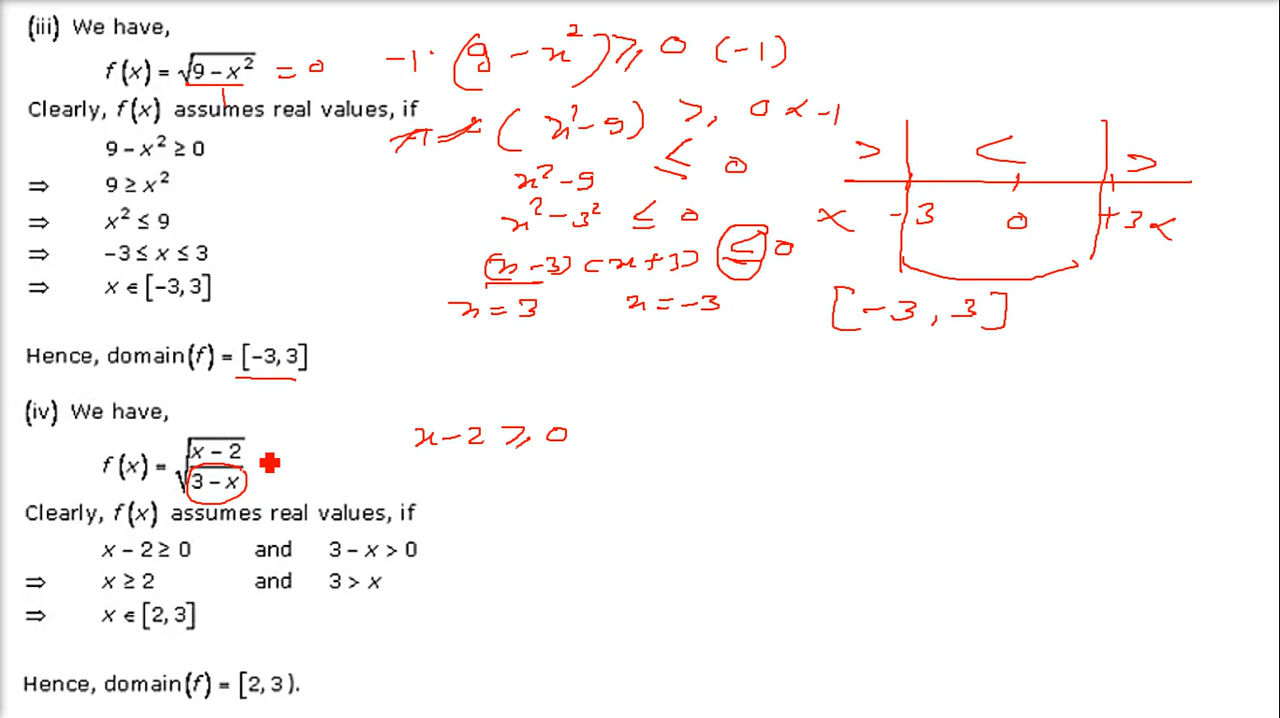 (iii) We have,
f(x) = √9 – x² = 0
Clearly, f(x) assumes real values, if
9 – x² ≥ 0
⇒ 9 ≥ x²
⇒ x² ≤ 9
⇒ –3 ≤ x ≤ 3
⇒ x ∈ [–3, 3]
Hence, domain(f) = [–3, 3]
-1· (9 - x²) ≥ 0 (-1)
(x² - 9) ≥ 0 × -1
x² - 9 ≤ 0
x² - 3² ≤ 0
(x - 3) (x + 3) ≤ 0
x = 3 x = -3
> < >
× -3 0 +3 ×
[-3, 3]
(iv) We have,
f(x) = √x – 2 / 3 – x
x - 2 ≥ 0
Clearly, f(x) assumes real values, if
x – 2 ≥ 0 and 3 – x > 0
⇒ x ≥ 2 and 3 > x
⇒ x ∈ [2, 3]
Hence, domain(f) = [2, 3).